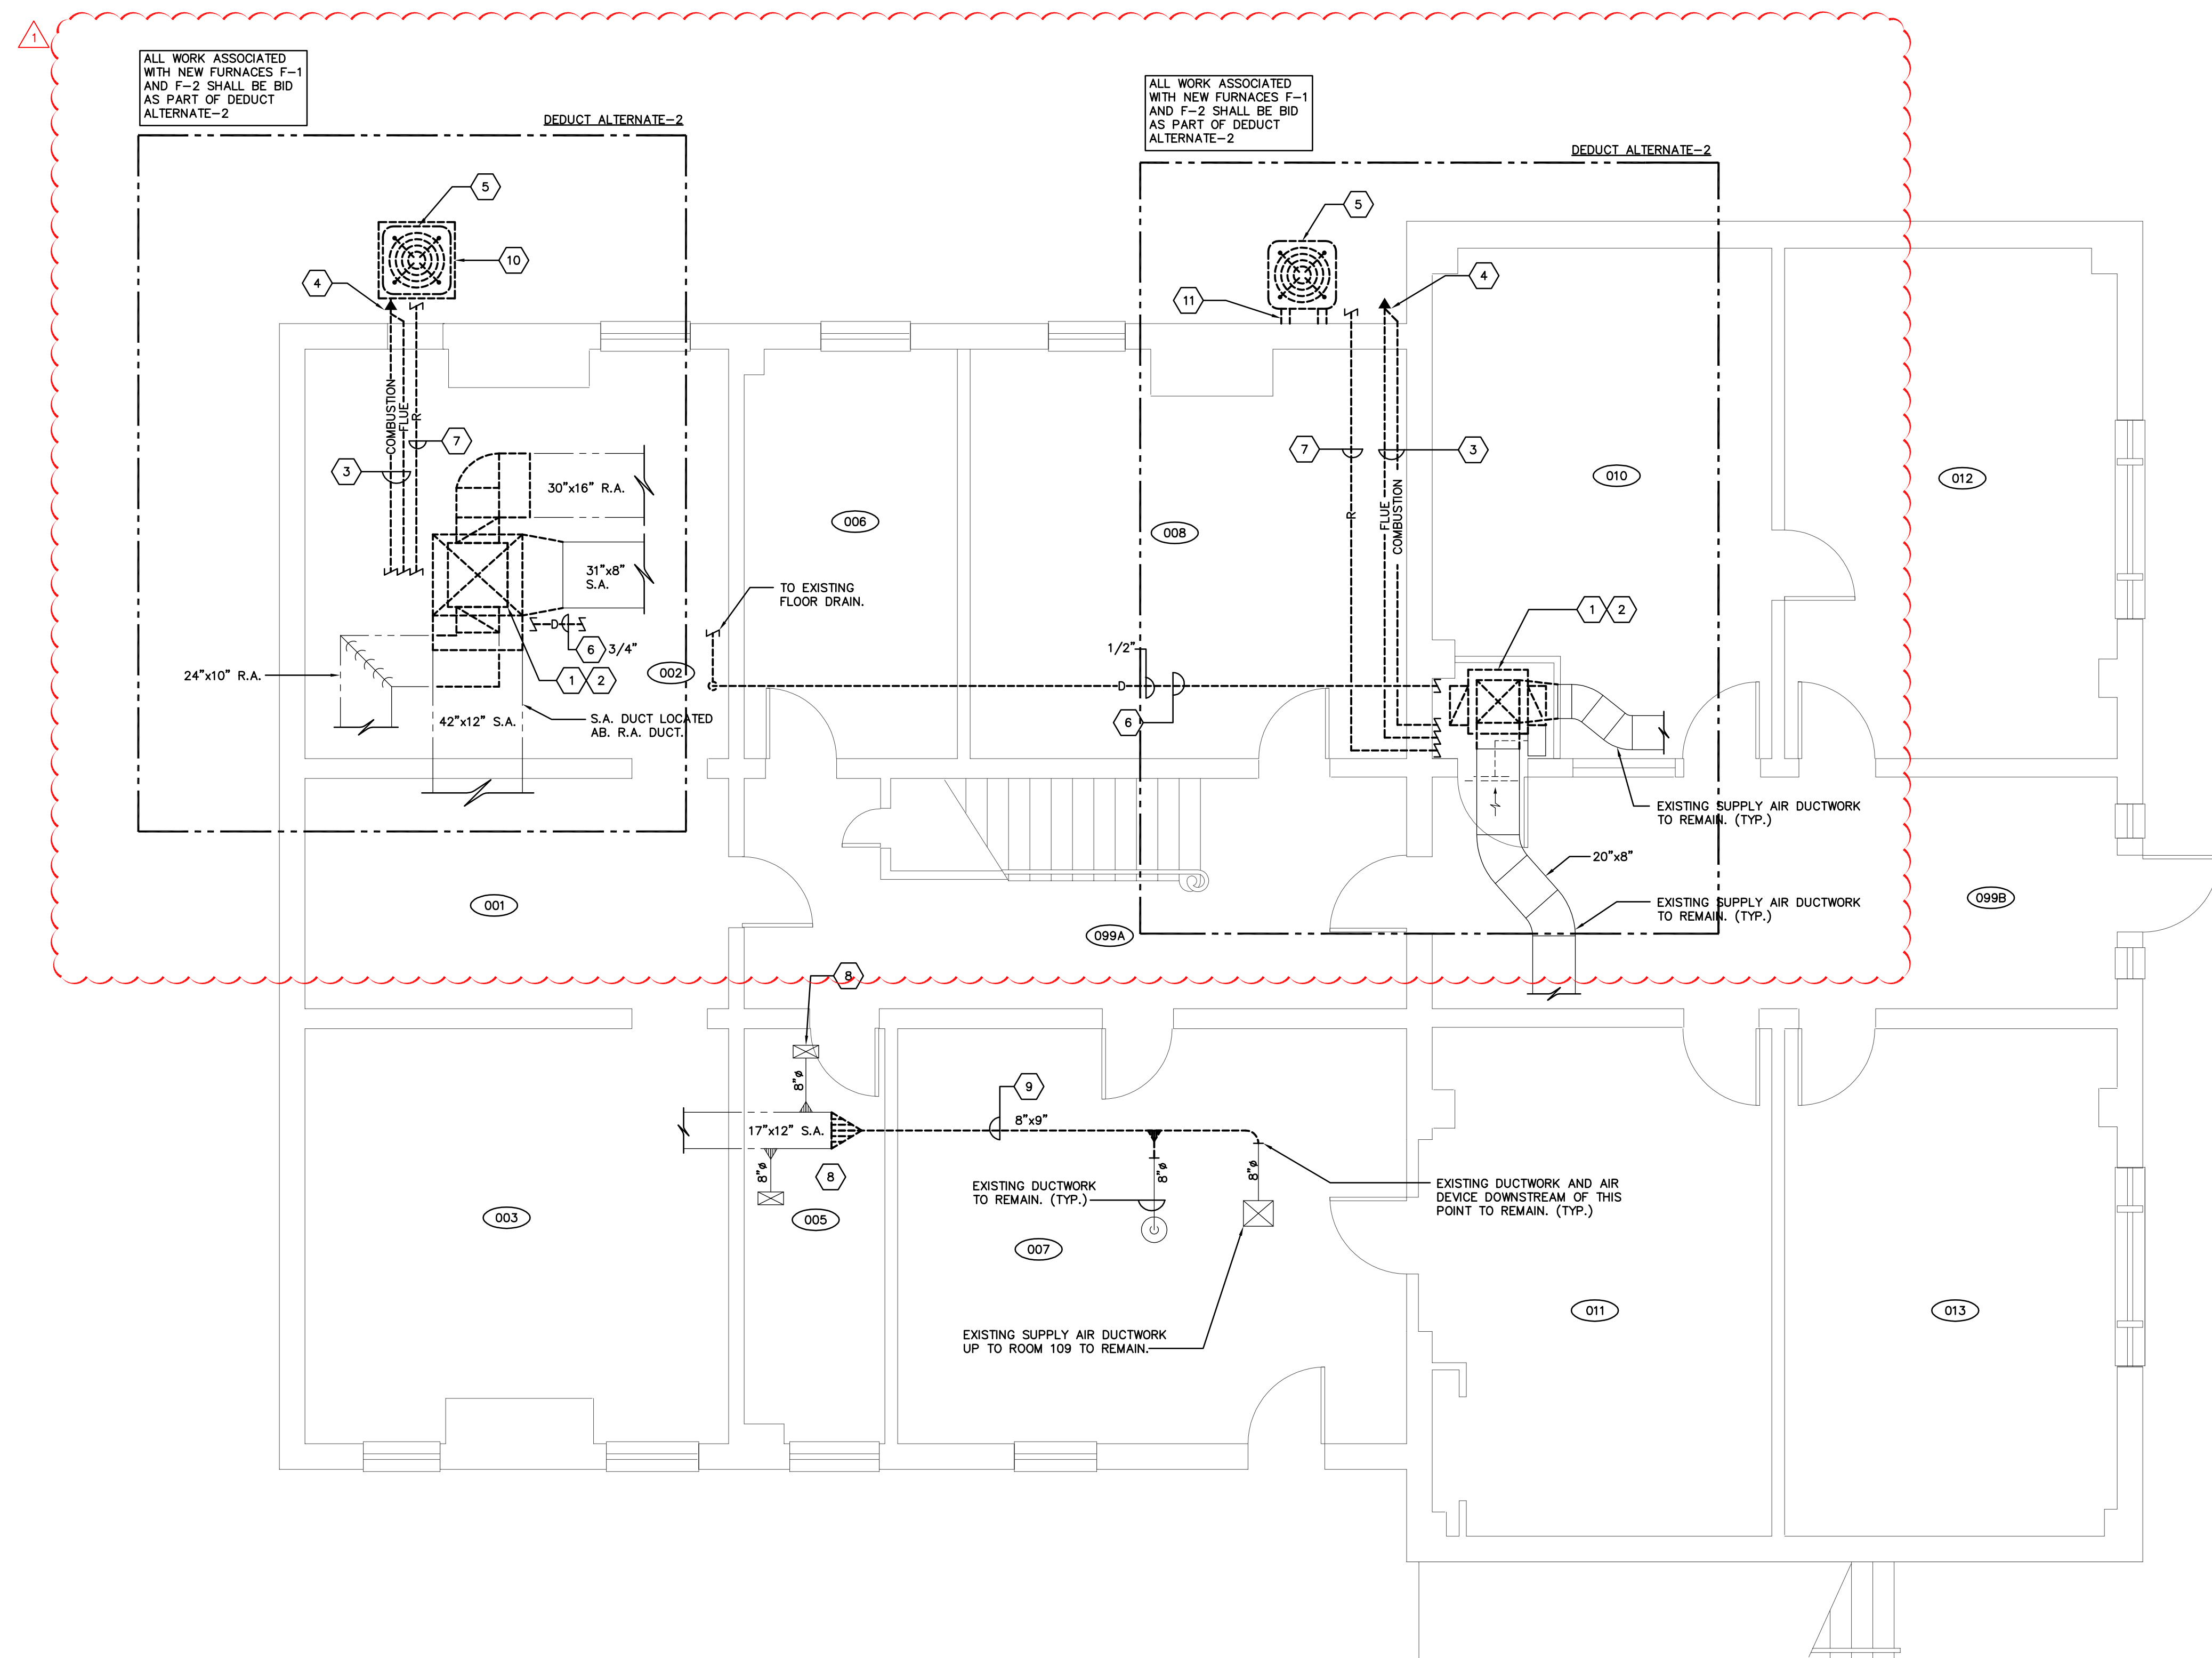 1
ALL WORK ASSOCIATED
WITH NEW FURNACES F-1
AND F-2 SHALL BE BID
AS PART OF DEDUCT
ALTERNATE-2
DEDUCT ALTERNATE-2
ALL WORK ASSOCIATED
WITH NEW FURNACES F-1
AND F-2 SHALL BE BID
AS PART OF DEDUCT
ALTERNATE-2
DEDUCT ALTERNATE-2
5
10
4
COMBUSTION
FLUE
R
7
3
30"x16" R.A.
31"x8"
S.A.
D
6
3/4"
1
2
002
24"x10" R.A.
42"x12" S.A.
S.A. DUCT LOCATED
AB. R.A. DUCT.
006
TO EXISTING
FLOOR DRAIN.
008
5
4
11
7
3
R
FLUE
COMBUSTION
010
012
1/2"
D
6
1
2
EXISTING SUPPLY AIR DUCTWORK
TO REMAIN. (TYP.)
20"x8"
EXISTING SUPPLY AIR DUCTWORK
TO REMAIN. (TYP.)
001
099A
099B
8
8"ø
9
17"x12" S.A.
8"x9"
8"ø
8
8"ø
8"ø
EXISTING DUCTWORK
TO REMAIN. (TYP.)
EXISTING DUCTWORK AND AIR
DEVICE DOWNSTREAM OF THIS
POINT TO REMAIN. (TYP.)
003
005
007
011
013
EXISTING SUPPLY AIR DUCTWORK
UP TO ROOM 109 TO REMAIN.